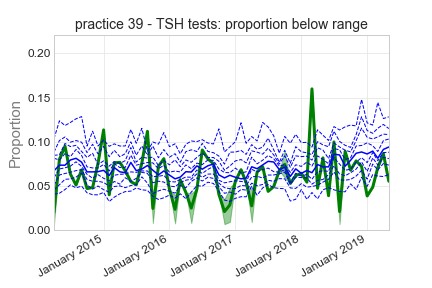 practice 39 - TSH tests: proportion below range
0.20
0.15
0.10
0.05
0.00
Proportion
January 2015
January 2016
January 2017
January 2018
January 2019